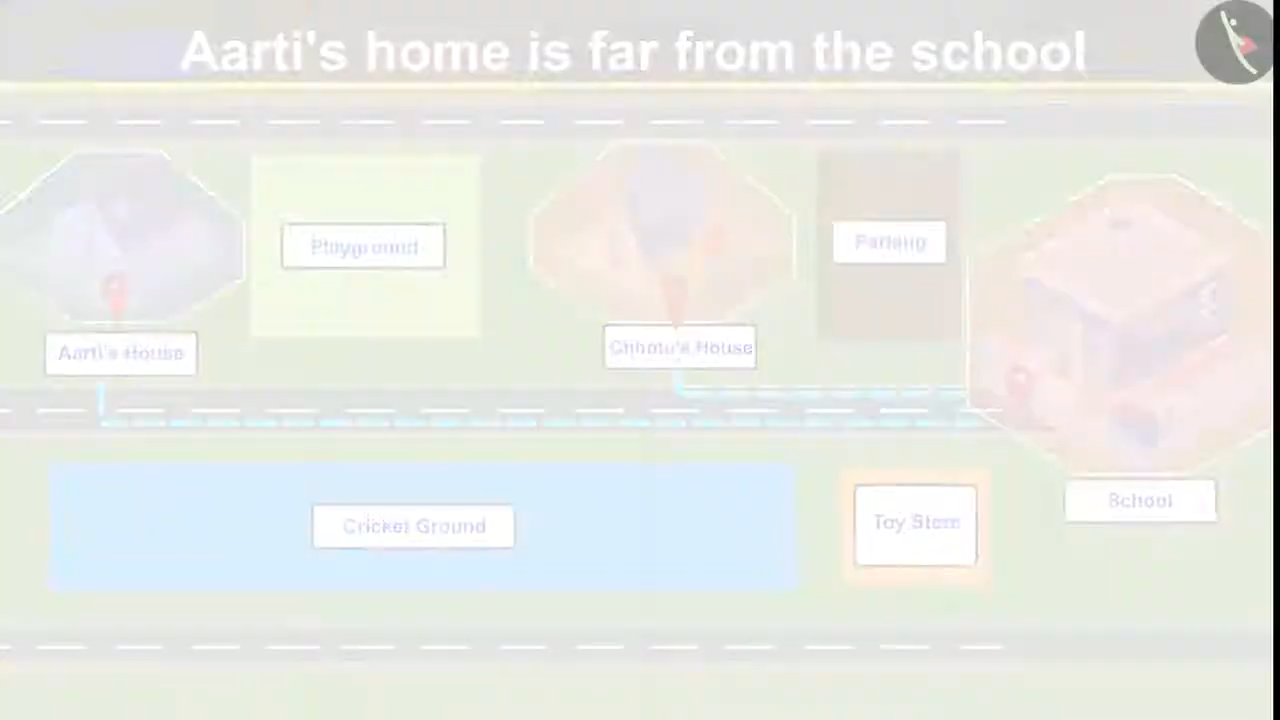 Aarti's home is far from the school
Playground
Parking
Aarti's House
Chhotu's House
School
Cricket Ground
Toy Store